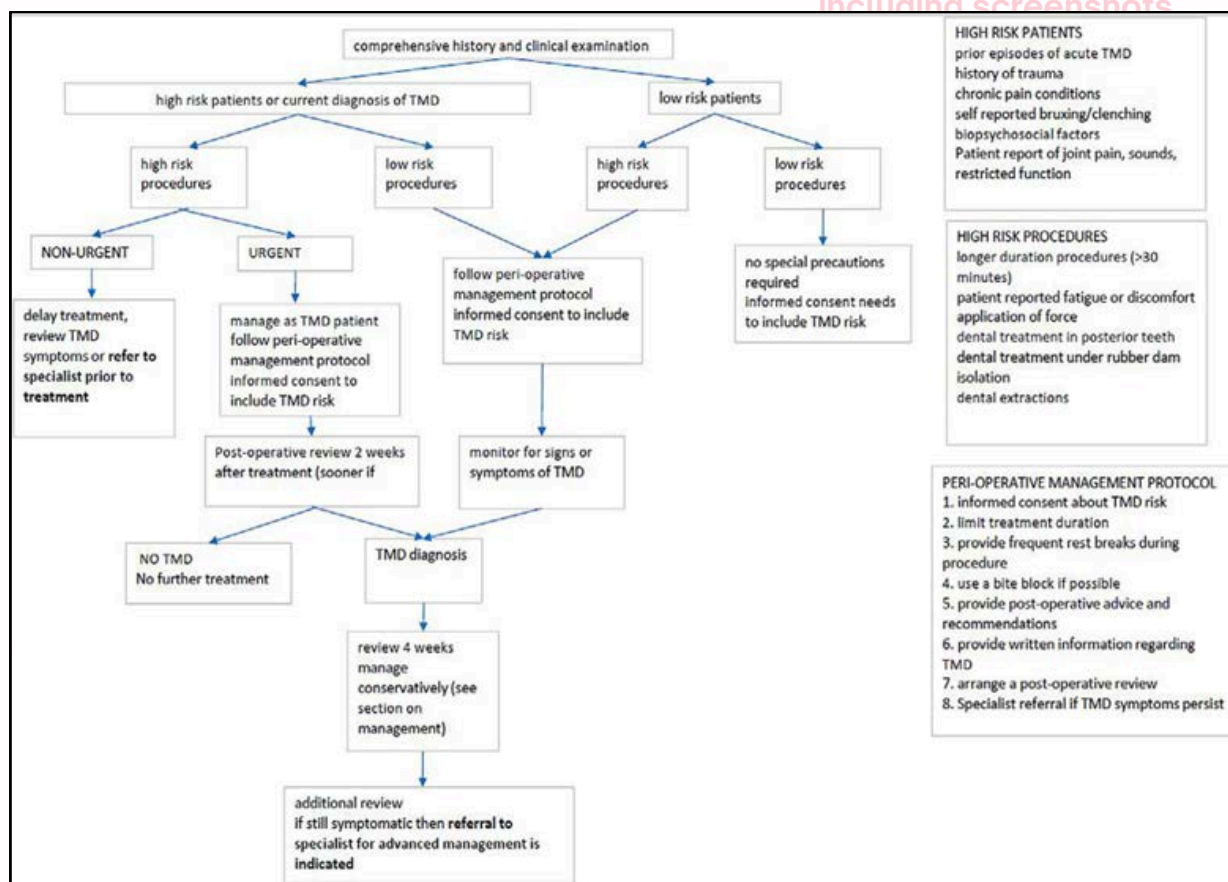 including screenshots
comprehensive history and clinical examination
high risk patients or current diagnosis of TMD
low risk patients
high risk
procedures
low risk
procedures
high risk
procedures
low risk
procedures
NON-URGENT
URGENT
delay treatment,
review TMD
symptoms or refer to
specialist prior to
treatment
manage as TMD patient
follow peri-operative
management protocol
informed consent to
include TMD risk
follow peri-operative
management protocol
informed consent to include
TMD risk
no special precautions
required
informed consent needs
to include TMD risk
Post-operative review 2 weeks
after treatment (sooner if
monitor for signs or
symptoms of TMD
NO TMD
No further treatment
TMD diagnosis
review 4 weeks
manage
conservatively (see
section on
management)
additional review
if still symptomatic then referral to
specialist for advanced management is
indicated
HIGH RISK PATIENTS
prior episodes of acute TMD
history of trauma
chronic pain conditions
self reported bruxing/clenching
biopsychosocial factors
Patient report of joint pain, sounds,
restricted function
HIGH RISK PROCEDURES
longer duration procedures (>30
minutes)
patient reported fatigue or discomfort
application of force
dental treatment in posterior teeth
dental treatment under rubber dam
isolation
dental extractions
PERI-OPERATIVE MANAGEMENT PROTOCOL
1. informed consent about TMD risk
2. limit treatment duration
3. provide frequent rest breaks during
procedure
4. use a bite block if possible
5. provide post-operative advice and
recommendations
6. provide written information regarding
TMD
7. arrange a post-operative review
8. Specialist referral if TMD symptoms persist